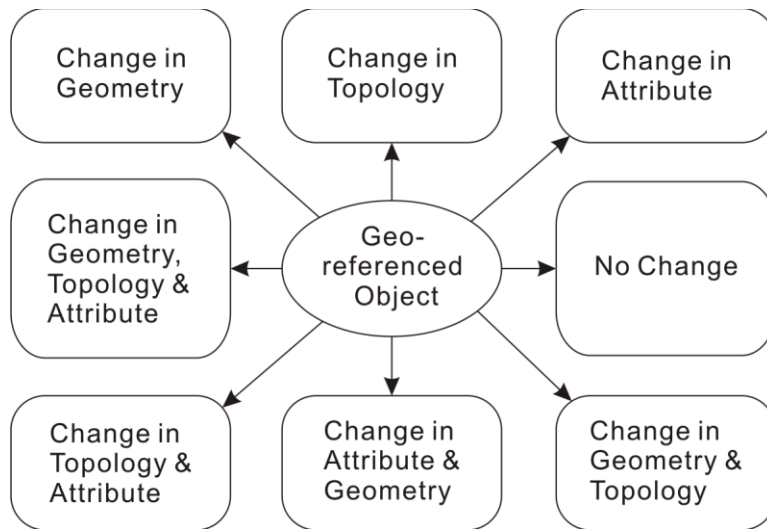 Change in
Geometry
Change in
Topology
Change in
Attribute
Change in
Geometry,
Topology &
Attribute
Geo-
referenced
Object
No Change
Change in
Topology &
Attribute
Change in
Attribute &
Geometry
Change in
Geometry &
Topology